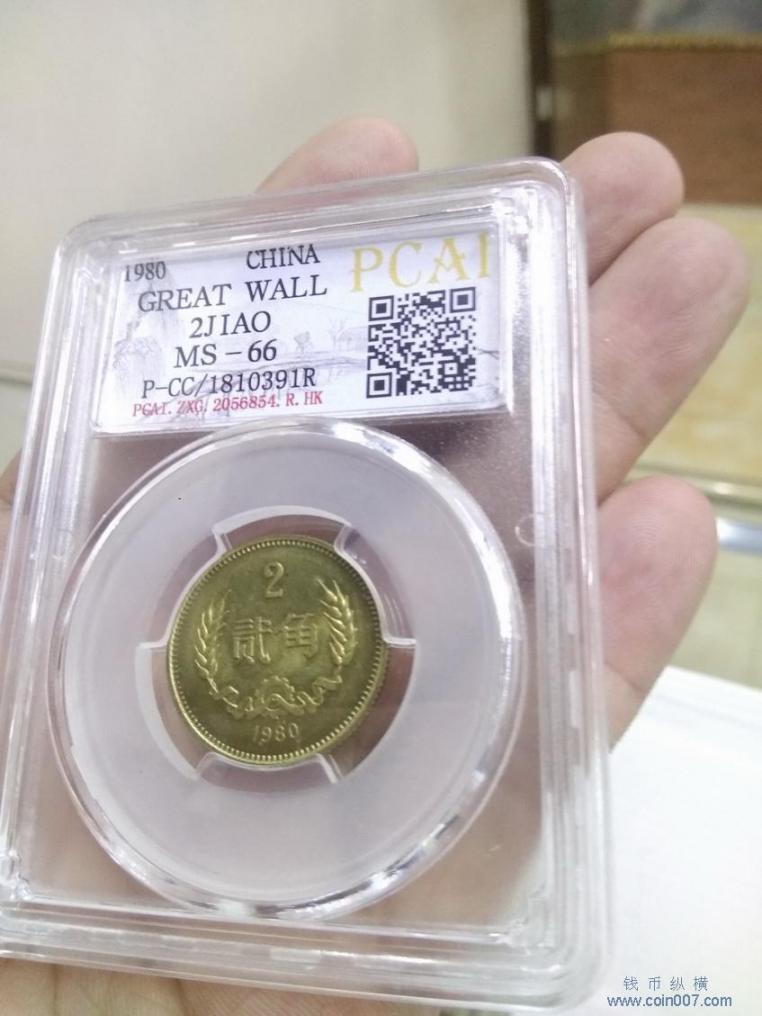 1980 CHINA PCAI
GREAT WALL
2JIAO
MS-66
P-CC/1810391R
PCAI. ZXG. 2056854. R. HK
2
贰角
1980
钱币纵横
www.coin007.com